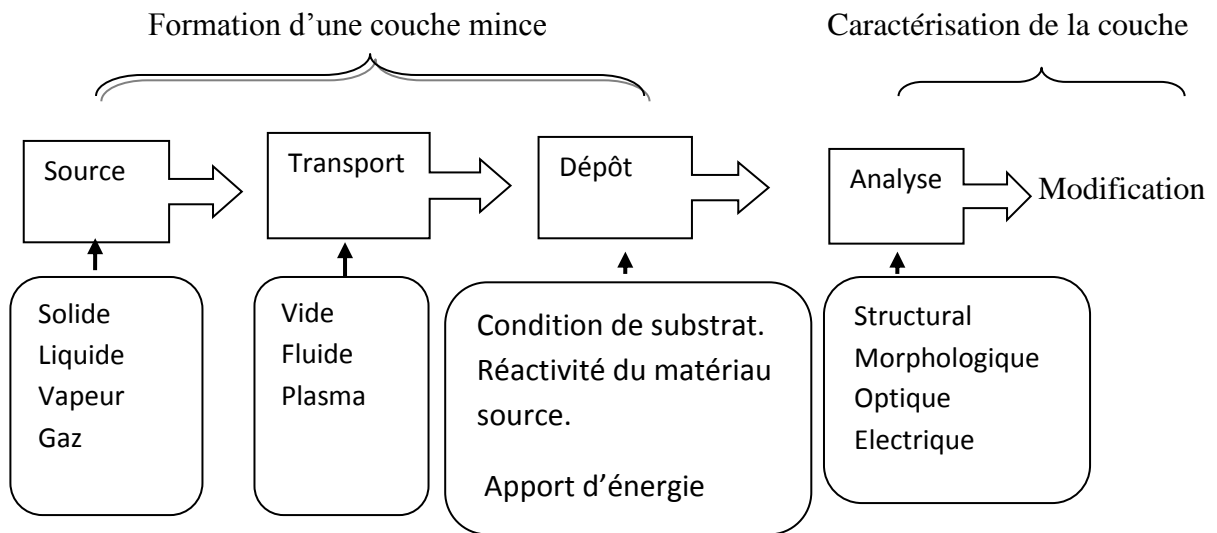 Formation d’une couche mince
Caractérisation de la couche
Source
Transport
Dépôt
Analyse
Modification
Solide
Liquide
Vapeur
Gaz
Vide
Fluide
Plasma
Condition de substrat.
Réactivité du matériau
source.
Apport d’énergie
Structural
Morphologique
Optique
Electrique